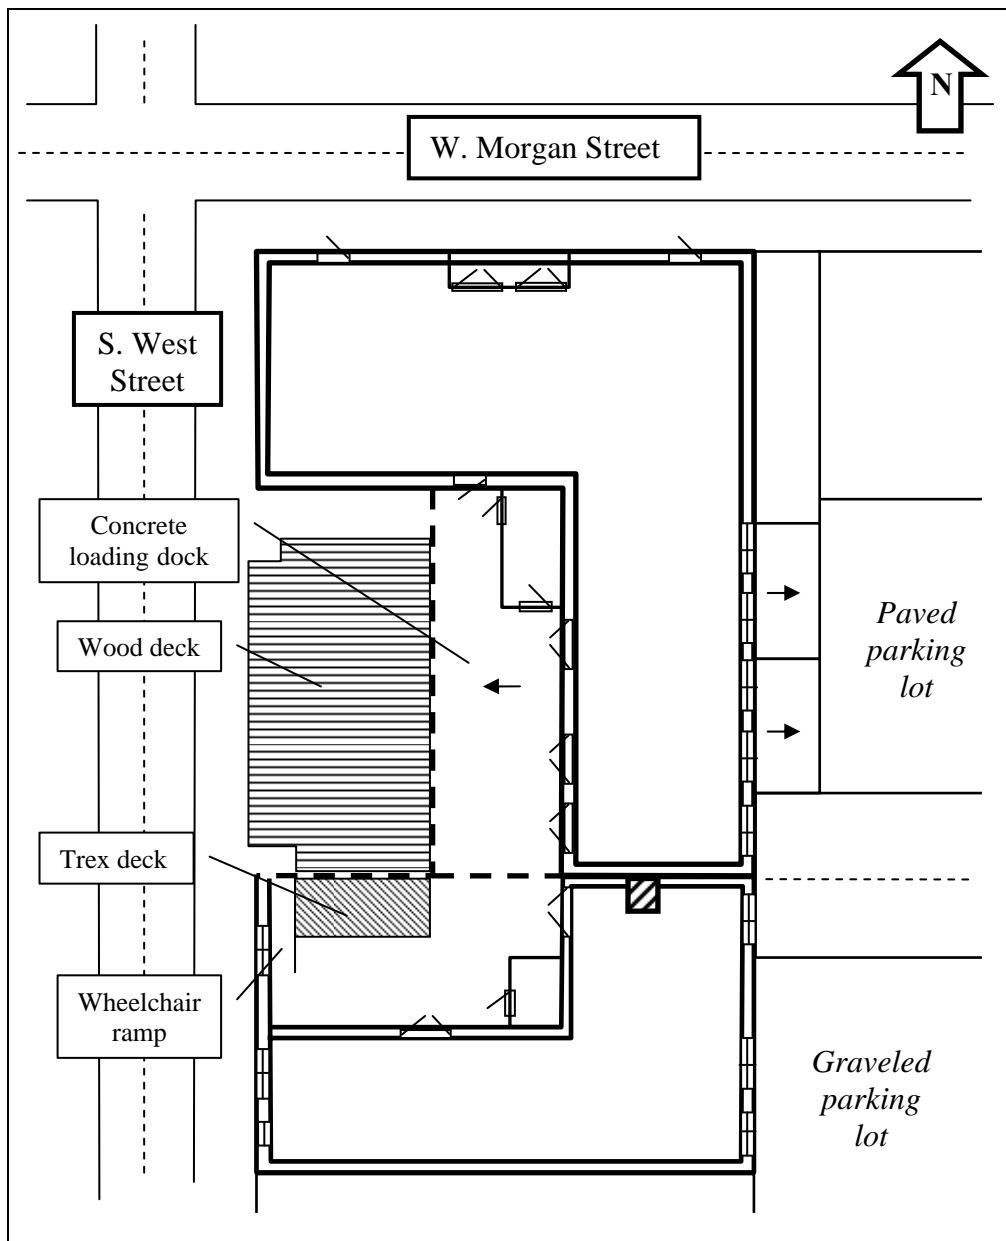 N
W. Morgan Street
S. West
Street
Concrete
loading dock
Wood deck
Paved
parking
lot
Trex deck
Wheelchair
ramp
Graveled
parking
lot